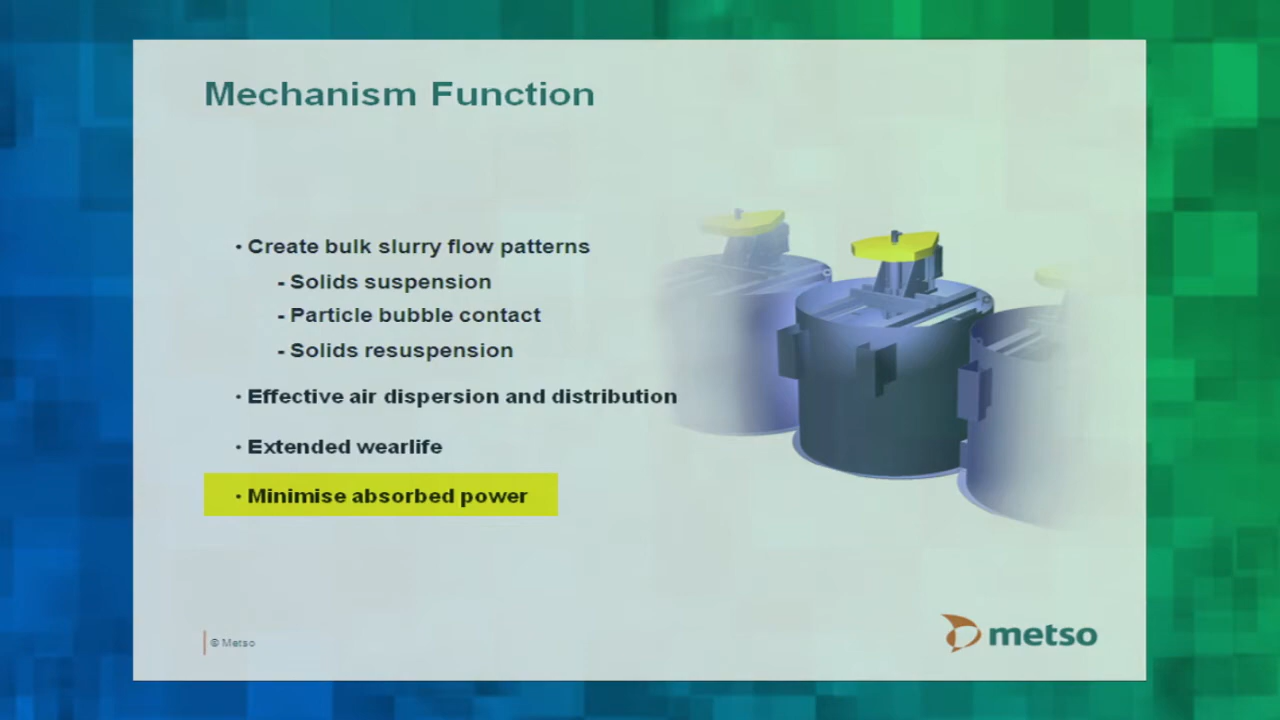 Mechanism Function
• Create bulk slurry flow patterns
- Solids suspension
- Particle bubble contact
- Solids resuspension
• Effective air dispersion and distribution
• Extended wearlife
• Minimise absorbed power
© Metso
metso